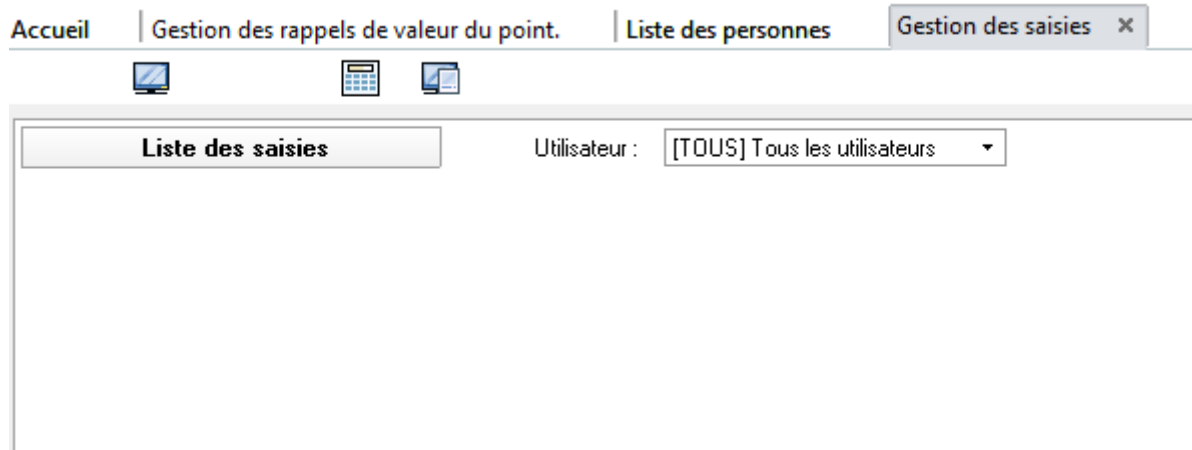 Accueil Gestion des rappels de valeur du point. Liste des personnes Gestion des saisies ×
Liste des saisies Utilisateur : [TOUS] Tous les utilisateurs